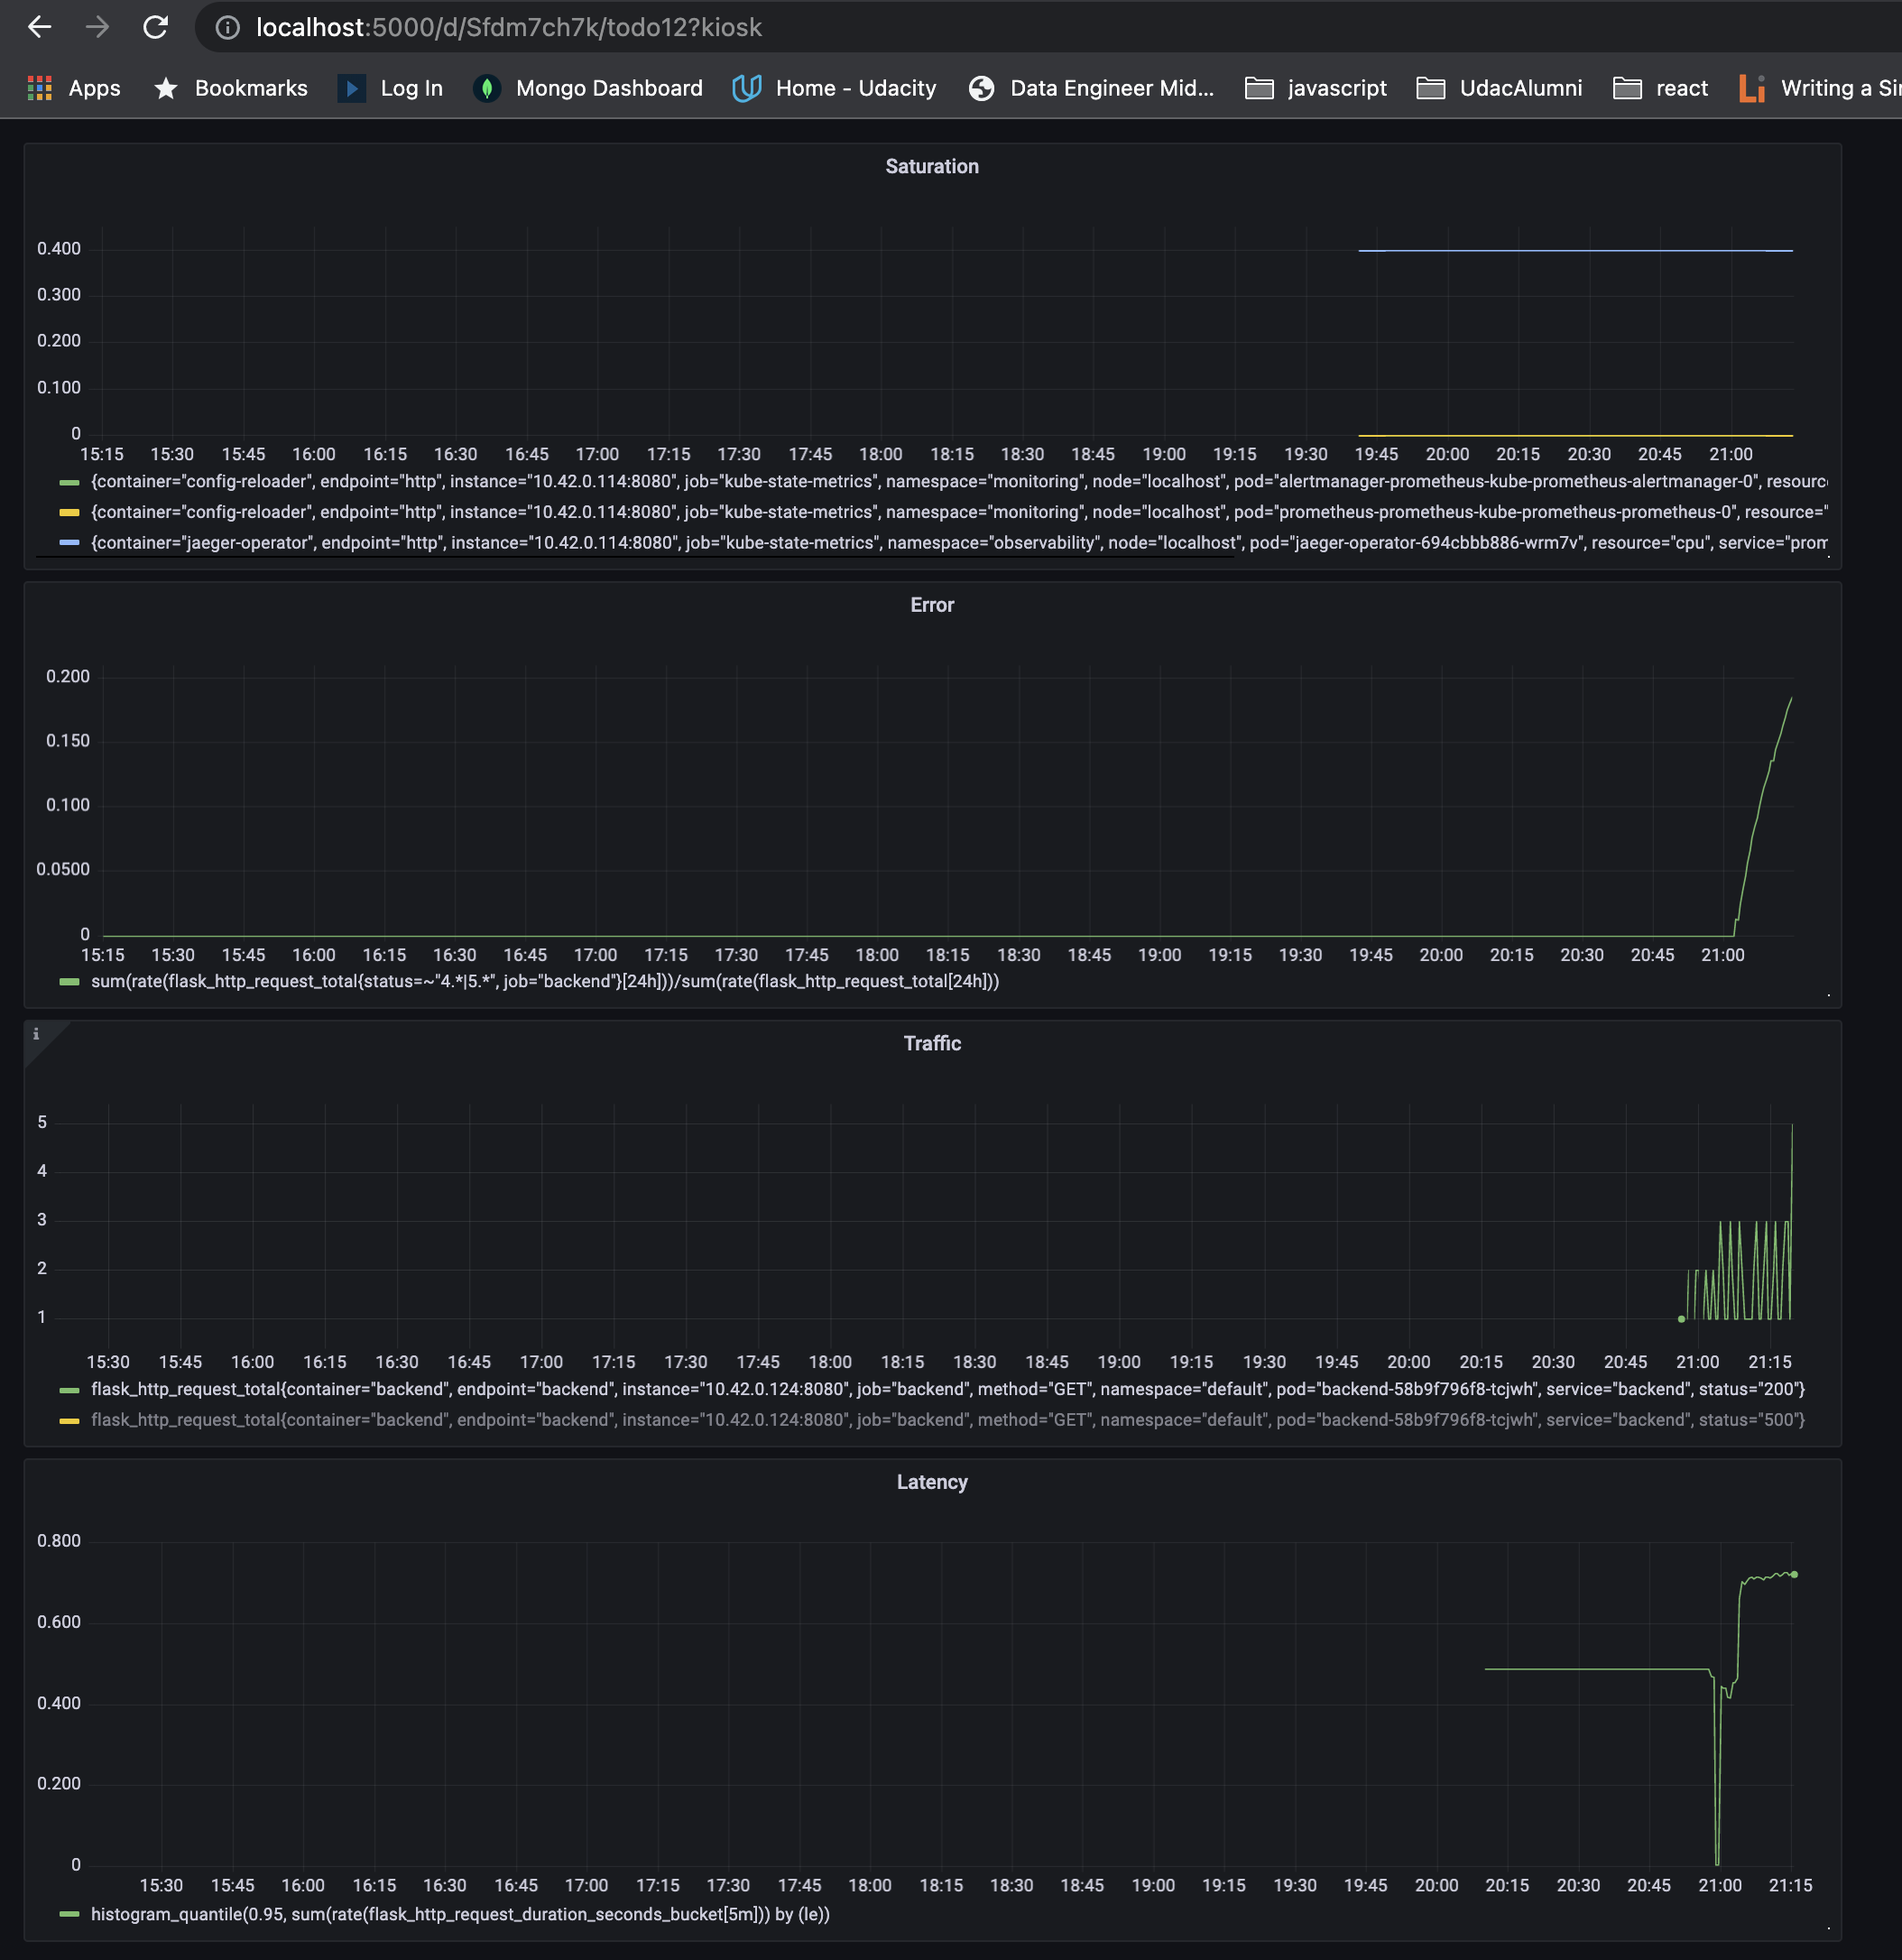 localhost:5000/d/Sfdm7ch7k/todo12?kiosk
Apps Bookmarks Log In Mongo Dashboard Home - Udacity Data Engineer Mid... javascript UdacAlumni react Li Writing a
Saturation
0.400
0.300
0.200
0.100
0
15:15 15:30 15:45 16:00 16:15 16:30 16:45 17:00 17:15 17:30 17:45 18:00 18:15 18:30 18:45 19:00 19:15 19:30 19:45 20:00 20:15 20:30 20:45 21:00
{container="config-reloader", endpoint="http", instance="10.42.0.114:8080", job="kube-state-metrics", namespace="monitoring", node="localhost", pod="alertmanager-prometheus-kube-prometheus-alertmanager-0", resourc
{container="config-reloader", endpoint="http", instance="10.42.0.114:8080", job="kube-state-metrics", namespace="monitoring", node="localhost", pod="prometheus-prometheus-kube-prometheus-prometheus-0", resource="
{container="jaeger-operator", endpoint="http", instance="10.42.0.114:8080", job="kube-state-metrics", namespace="observability", node="localhost", pod="jaeger-operator-694cbbb886-wrm7v", resource="cpu", service="prom
Error
0.200
0.150
0.100
0.0500
0
15:15 15:30 15:45 16:00 16:15 16:30 16:45 17:00 17:15 17:30 17:45 18:00 18:15 18:30 18:45 19:00 19:15 19:30 19:45 20:00 20:15 20:30 20:45 21:00
sum(rate(flask_http_request_total{status=~"4.*|5.*", job="backend"}[24h]))/sum(rate(flask_http_request_total[24h]))
i
Traffic
5
4
3
2
1
15:30 15:45 16:00 16:15 16:30 16:45 17:00 17:15 17:30 17:45 18:00 18:15 18:30 18:45 19:00 19:15 19:30 19:45 20:00 20:15 20:30 20:45 21:00 21:15
flask_http_request_total{container="backend", endpoint="backend", instance="10.42.0.124:8080", job="backend", method="GET", namespace="default", pod="backend-58b9f796f8-tcjwh", service="backend", status="200"}
flask_http_request_total{container="backend", endpoint="backend", instance="10.42.0.124:8080", job="backend", method="GET", namespace="default", pod="backend-58b9f796f8-tcjwh", service="backend", status="500"}
Latency
0.800
0.600
0.400
0.200
0
15:30 15:45 16:00 16:15 16:30 16:45 17:00 17:15 17:30 17:45 18:00 18:15 18:30 18:45 19:00 19:15 19:30 19:45 20:00 20:15 20:30 20:45 21:00 21:15
histogram_quantile(0.95, sum(rate(flask_http_request_duration_seconds_bucket[5m])) by (le))